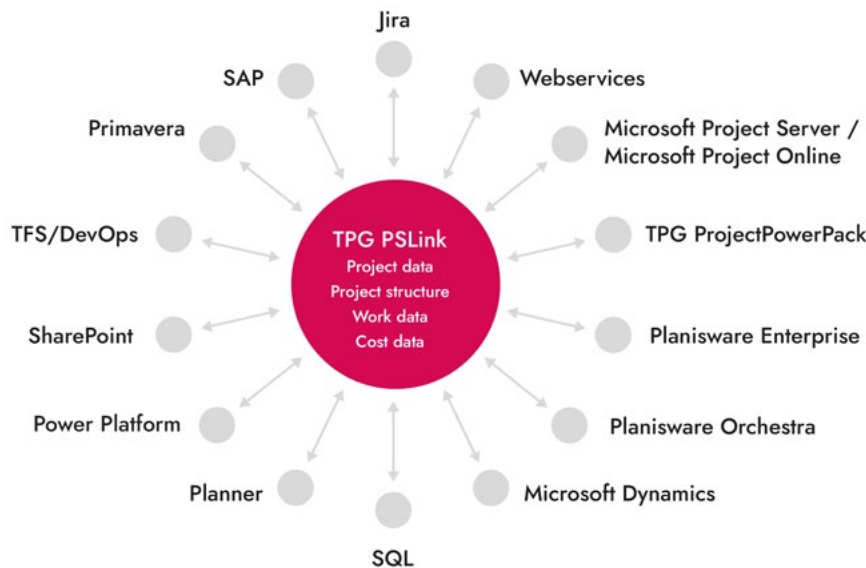 Jira
SAP
Webservices
Primavera
Microsoft Project Server /
Microsoft Project Online
TFS/DevOps
TPG PSLink
Project data
Project structure
Work data
Cost data
TPG ProjectPowerPack
SharePoint
Planisware Enterprise
Power Platform
Planisware Orchestra
Planner
Microsoft Dynamics
SQL